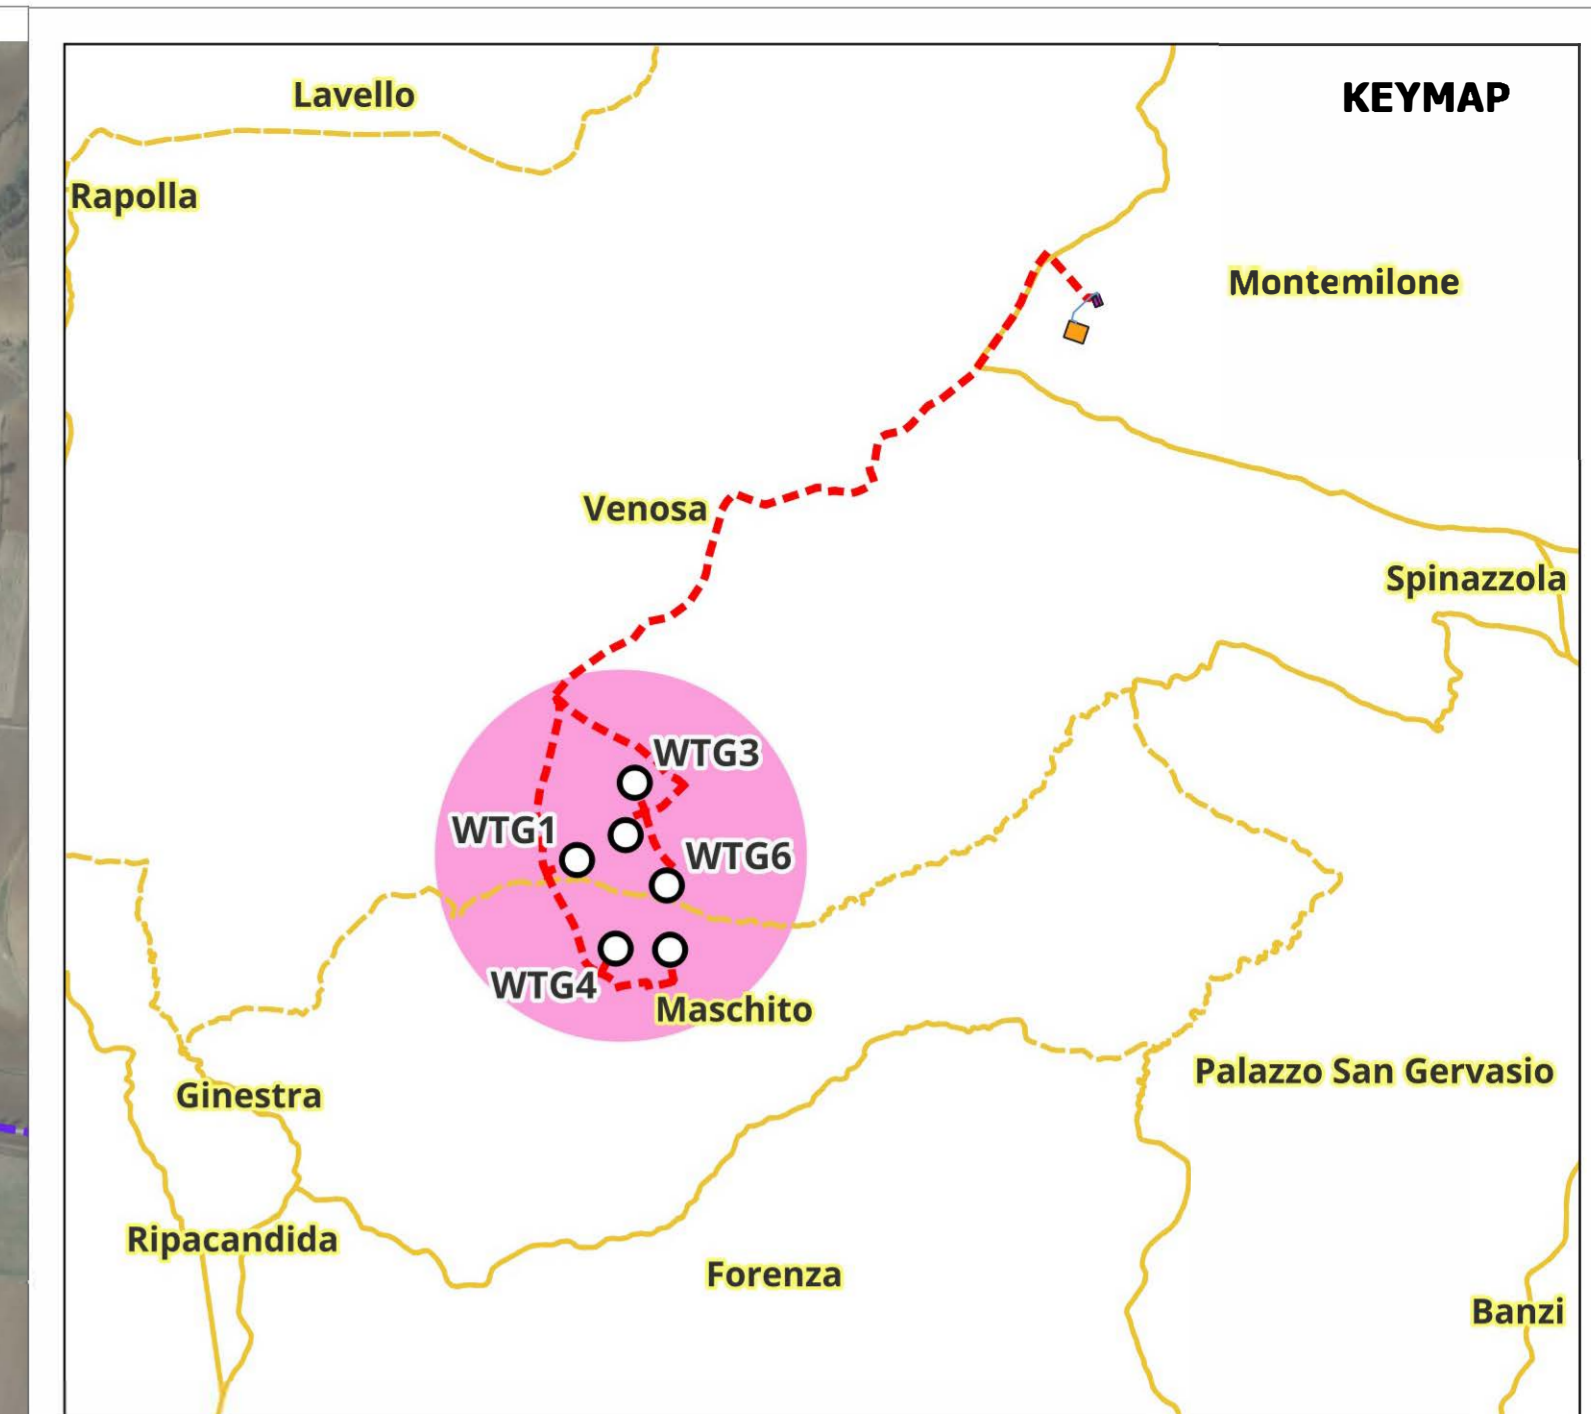 KEYMAP
Lavello
Rapolla
Montemilone
Venosa
Spinazzola
WTG3
WTG1
WTG6
WTG4
Maschito
Palazzo San Gervasio
Ginestra
Ripacandida
Forenza
Banzi